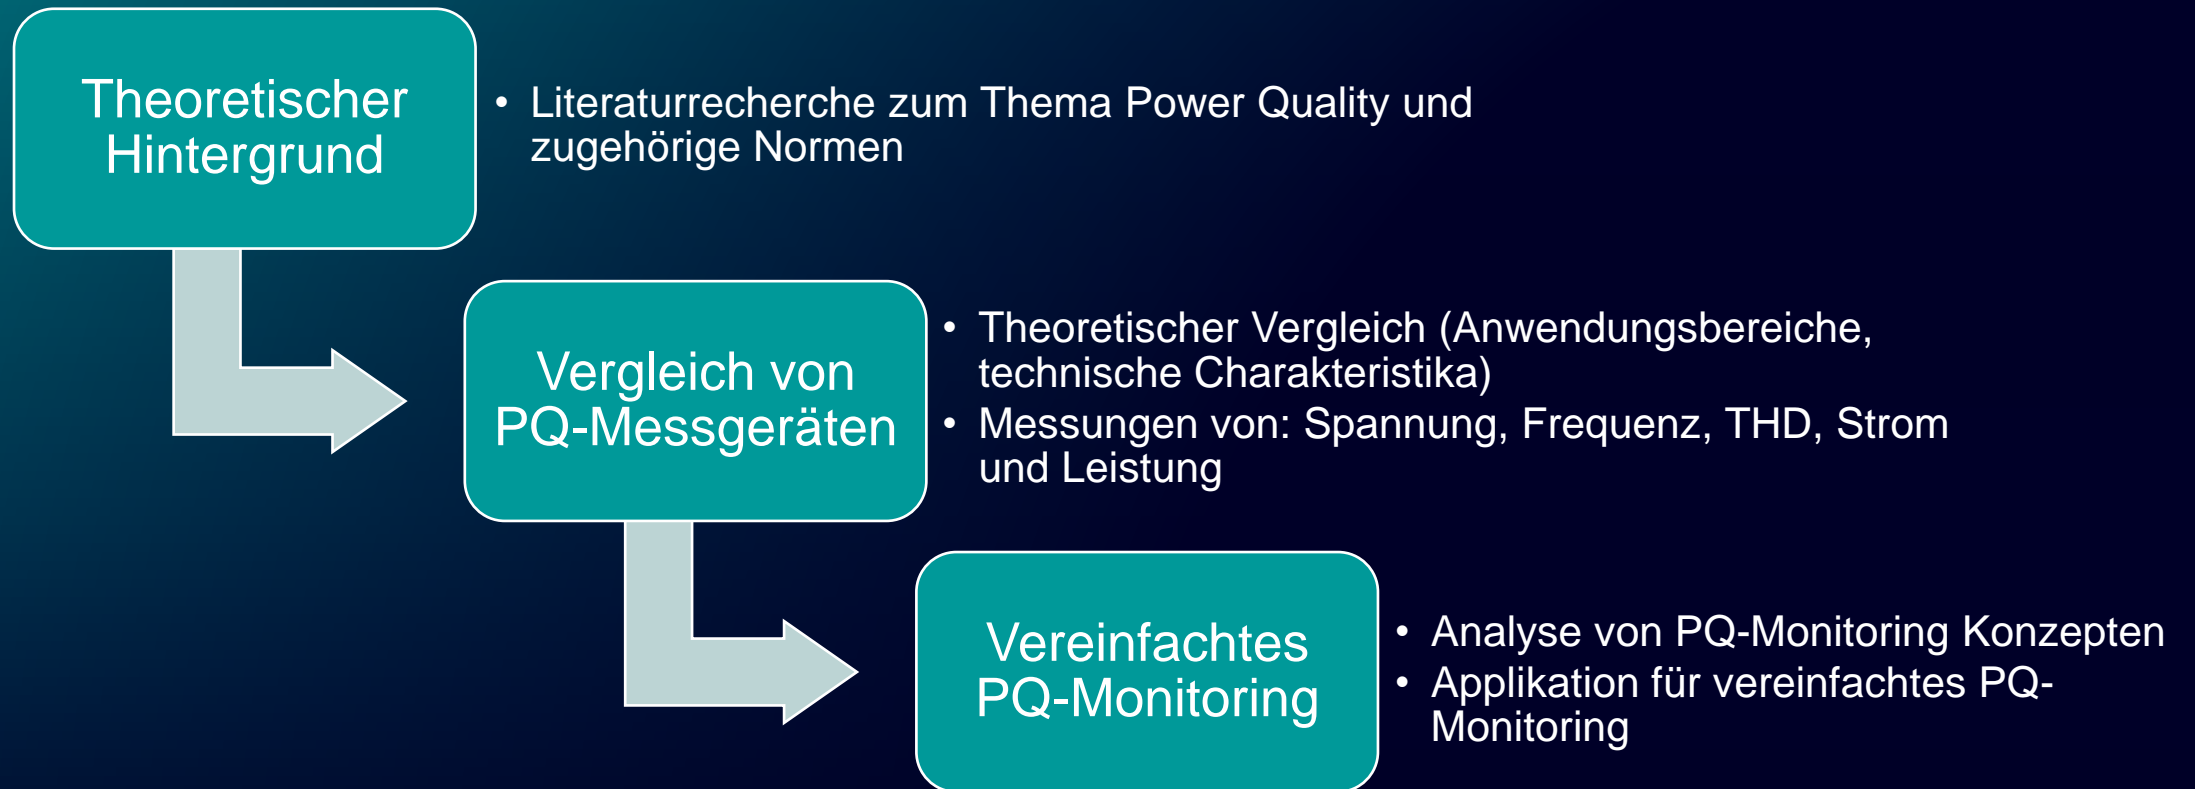 Theoretischer
Hintergrund
• Literaturrecherche zum Thema Power Quality und
zugehörige Normen
Vergleich von
PQ-Messgeräten
• Theoretischer Vergleich (Anwendungsbereiche,
technische Charakteristika)
• Messungen von: Spannung, Frequenz, THD, Strom
und Leistung
Vereinfachtes
PQ-Monitoring
• Analyse von PQ-Monitoring Konzepten
• Applikation für vereinfachtes PQ-
Monitoring